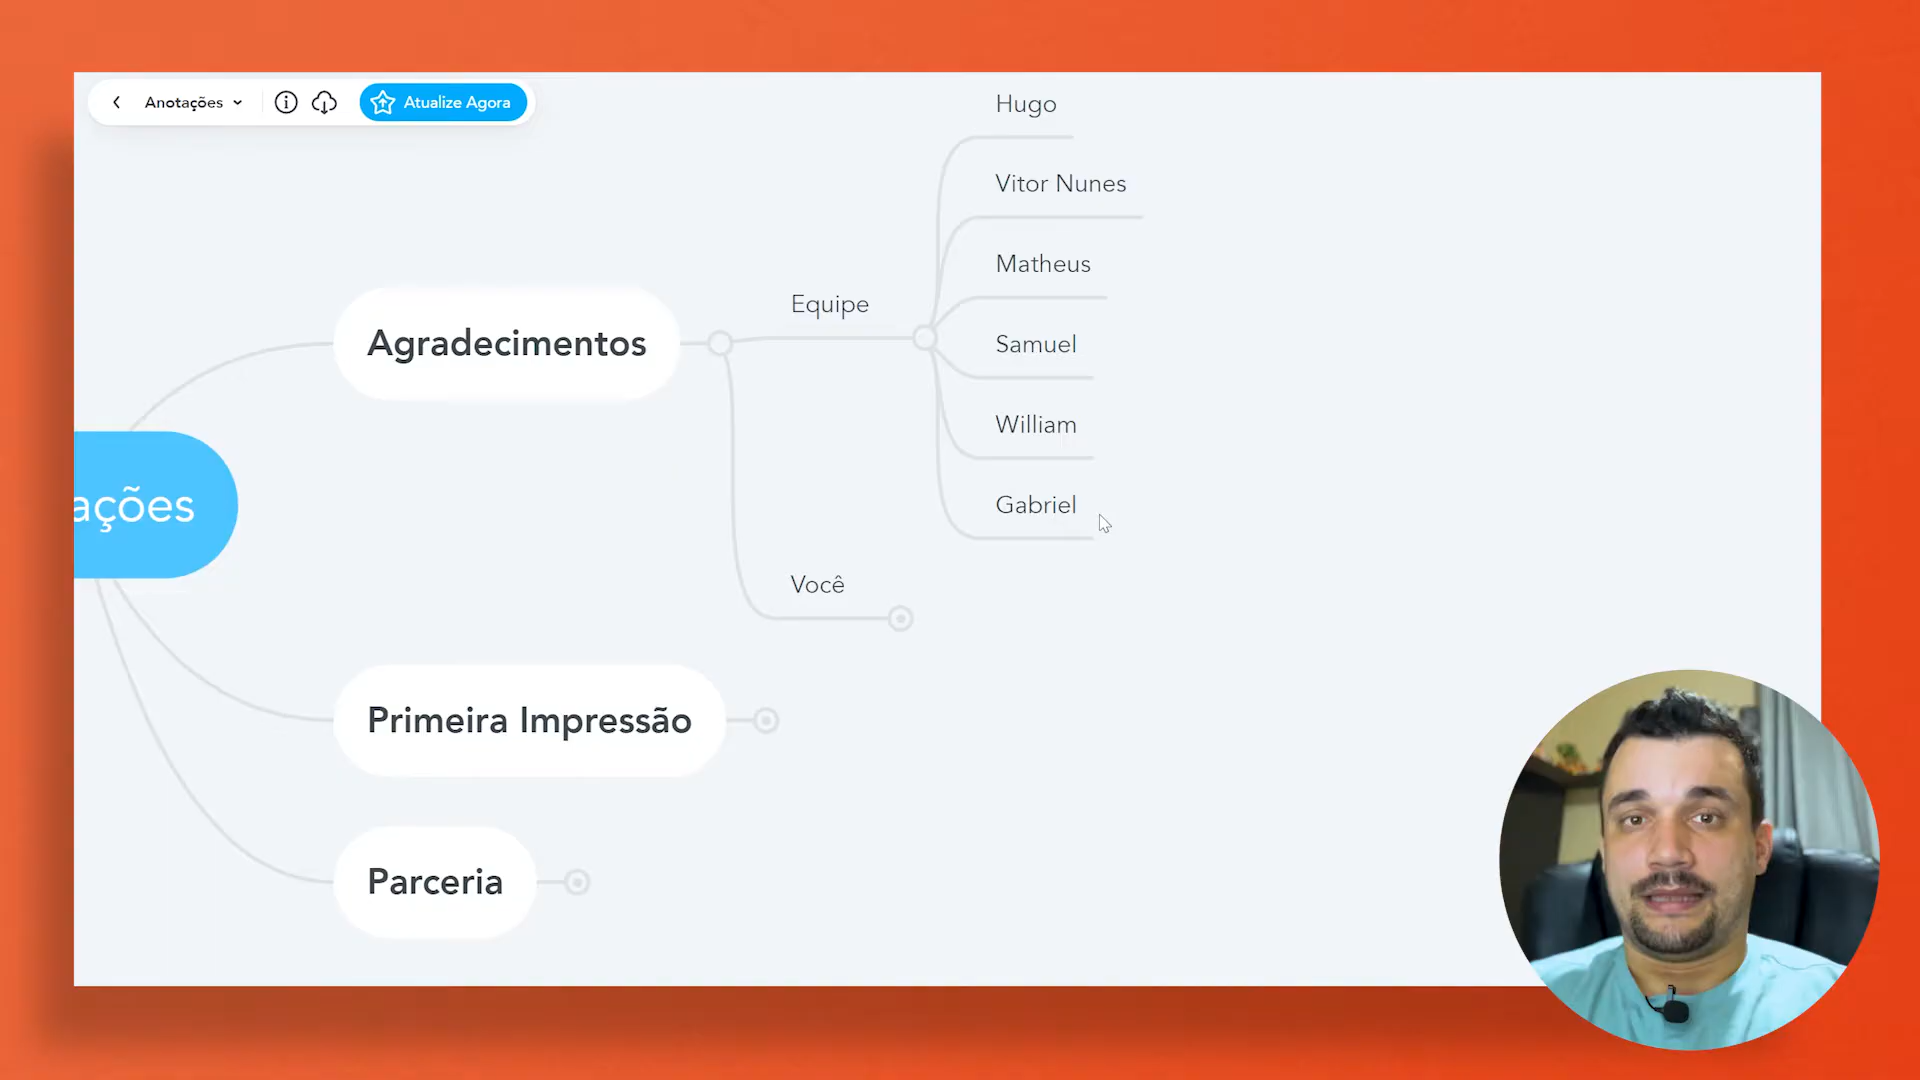 Anotações
Atualize Agora
Hugo
Vitor Nunes
Matheus
Equipe
Agradecimentos
Samuel
William
ações
Gabriel
Você
Primeira Impressão
Parceria